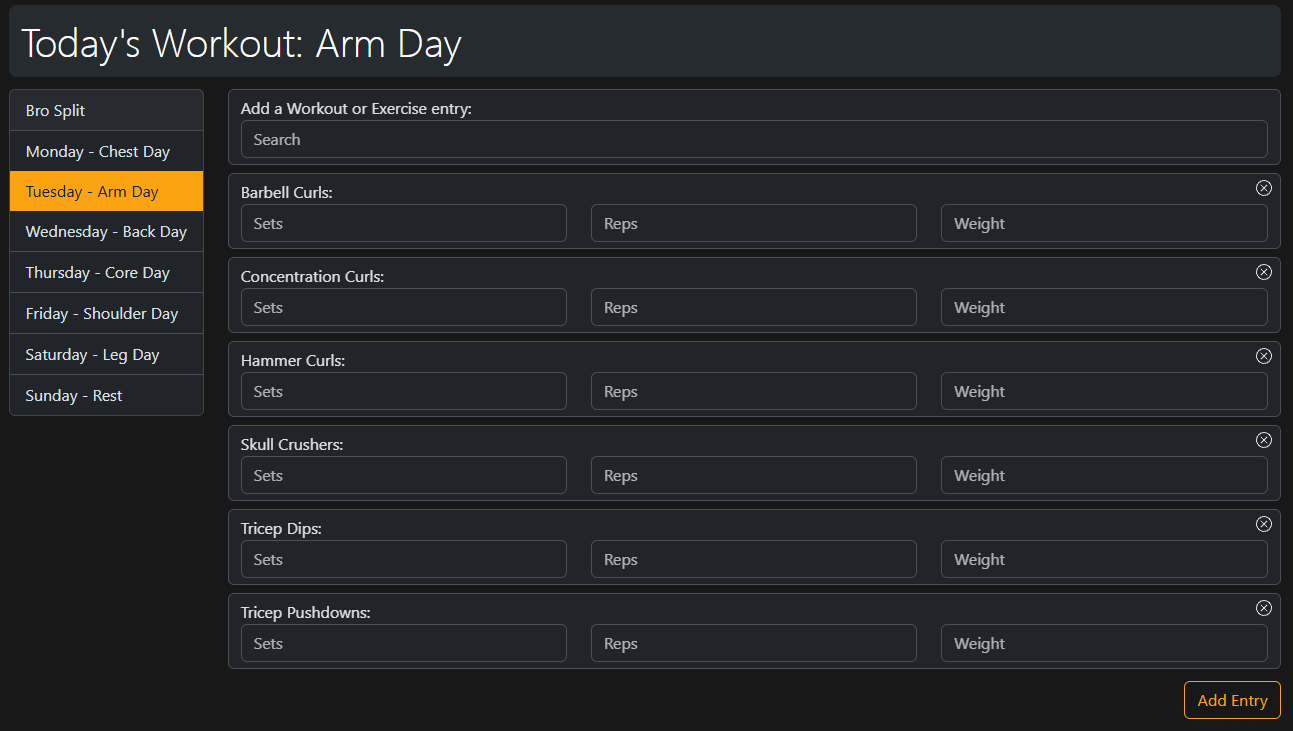 Today's Workout: Arm Day
Bro Split
Monday - Chest Day
Tuesday - Arm Day
Wednesday - Back Day
Thursday - Core Day
Friday - Shoulder Day
Saturday - Leg Day
Sunday - Rest
Add a Workout or Exercise entry:
Search
Barbell Curls:
Sets Reps Weight
Concentration Curls:
Sets Reps Weight
Hammer Curls:
Sets Reps Weight
Skull Crushers:
Sets Reps Weight
Tricep Dips:
Sets Reps Weight
Tricep Pushdowns:
Sets Reps Weight
Add Entry